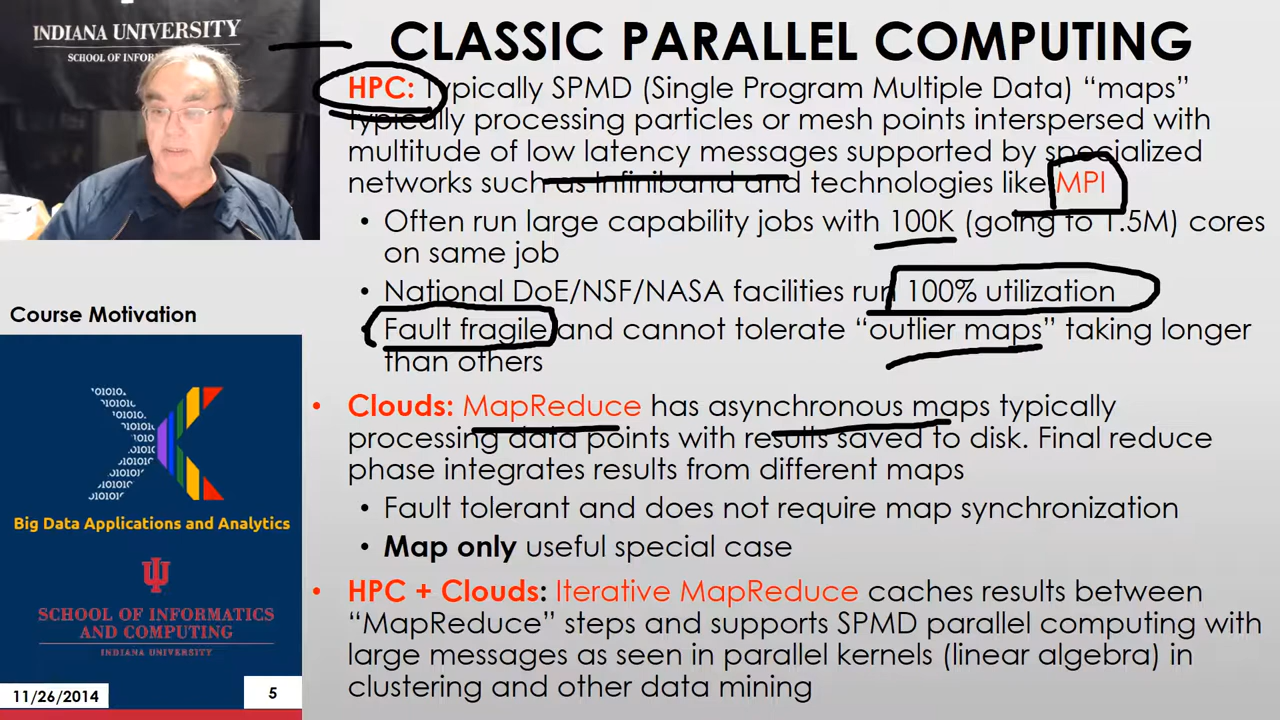 INDIANA UNIVERSITY
SCHOOL OF INFOR
CLASSIC PARALLEL COMPUTING
HPC: Typically SPMD (Single Program Multiple Data) “maps”
typically processing particles or mesh points interspersed with
multitude of low latency messages supported by specialized
networks such as Infiniband and technologies like MPI
• Often run large capability jobs with 100K (going to 1.5M) cores
on same job
• National DoE/NSF/NASA facilities run 100% utilization
• Fault fragile and cannot tolerate “outlier maps” taking longer
than others
• Clouds: MapReduce has asynchronous maps typically
processing data points with results saved to disk. Final reduce
phase integrates results from different maps
• Fault tolerant and does not require map synchronization
• Map only useful special case
• HPC + Clouds: Iterative MapReduce caches results between
“MapReduce” steps and supports SPMD parallel computing with
large messages as seen in parallel kernels (linear algebra) in
clustering and other data mining
Course Motivation
Big Data Applications and Analytics
SCHOOL OF INFORMATICS
AND COMPUTING
INDIANA UNIVERSITY
11/26/2014
5